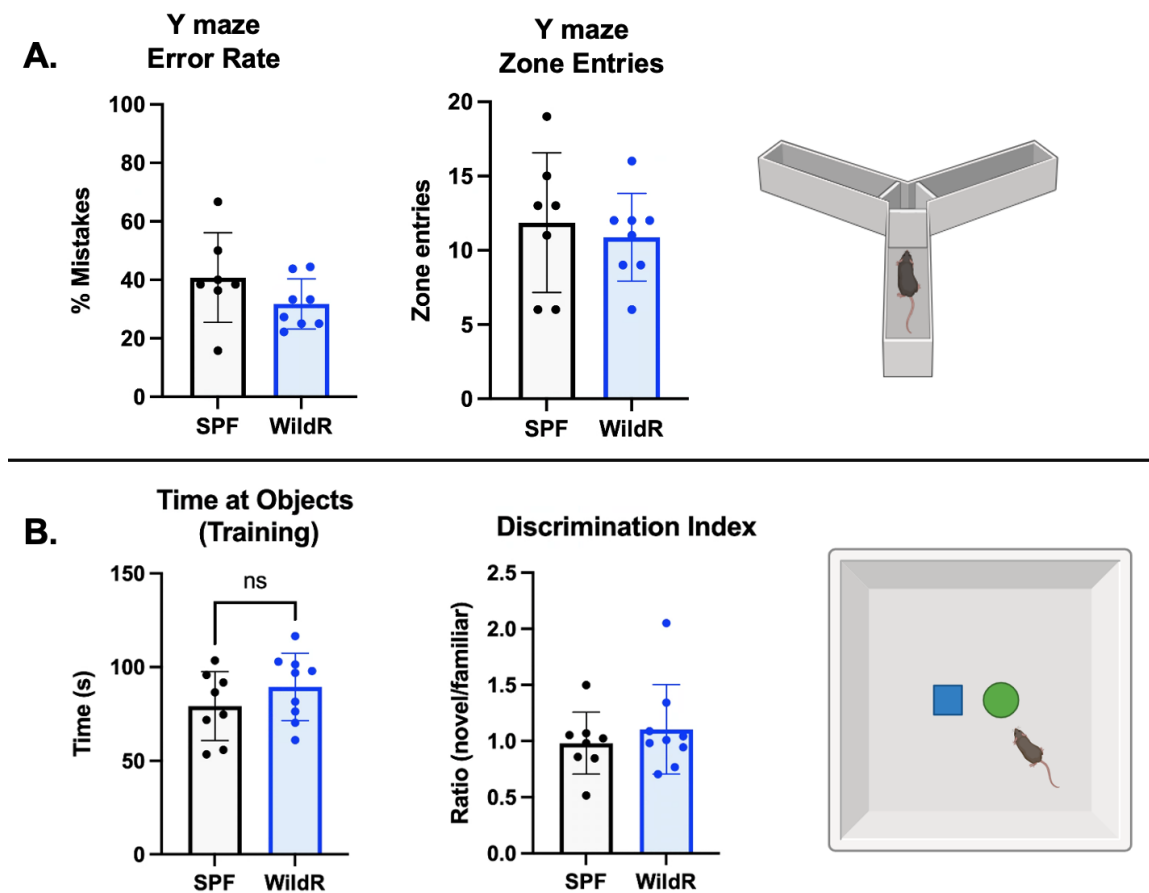 A.
Y maze
Error Rate
% Mistakes
100
80
60
40
20
0
SPF WildR
Y maze
Zone Entries
Zone entries
20
15
10
5
0
SPF WildR
B.
Time at Objects
(Training)
Time (s)
150
100
50
0
ns
SPF WildR
Discrimination Index
Ratio (novel/familiar)
2.5
2.0
1.5
1.0
0.5
0.0
SPF WildR